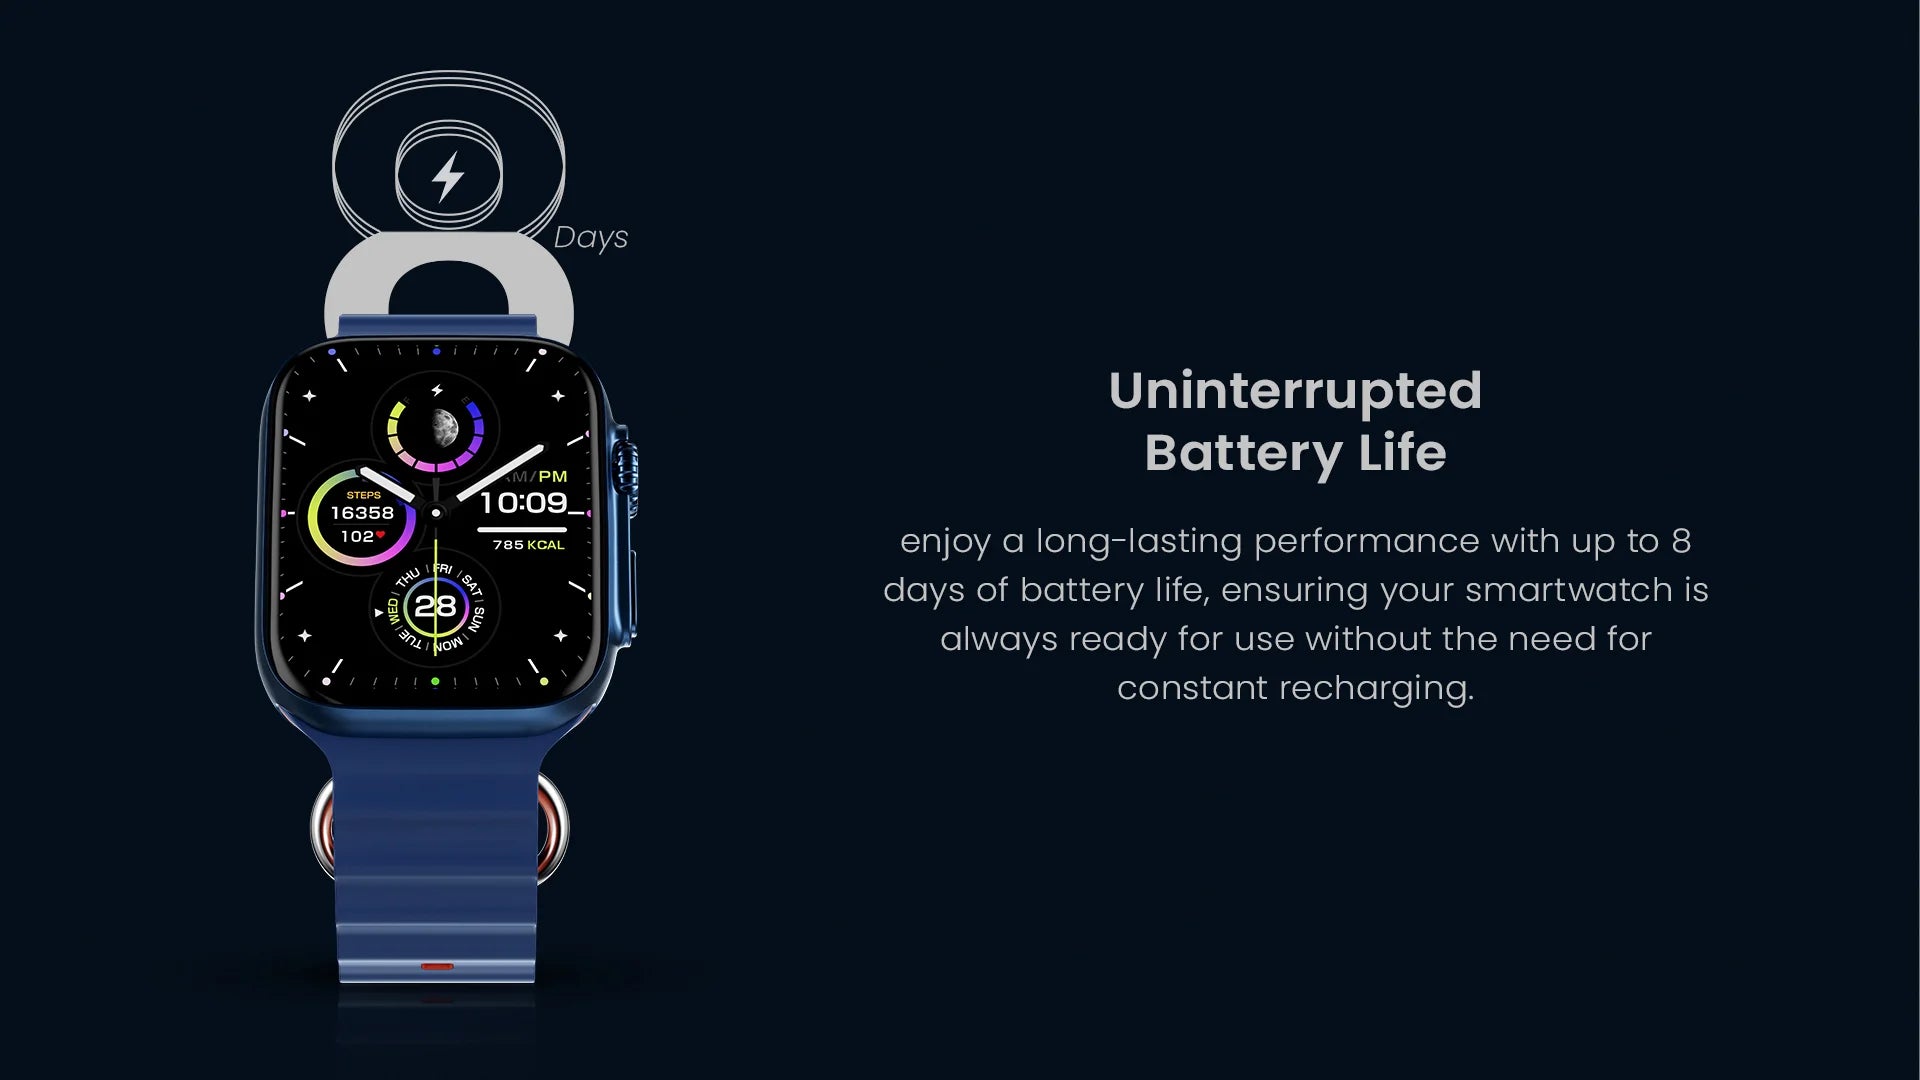 8
Days
F E
AM/PM
STEPS
16358
10:09
102
785 KCAL
THU FRI SAT SUN MON TUE WED
28
Uninterrupted
Battery Life
enjoy a long-lasting performance with up to 8
days of battery life, ensuring your smartwatch is
always ready for use without the need for
constant recharging.